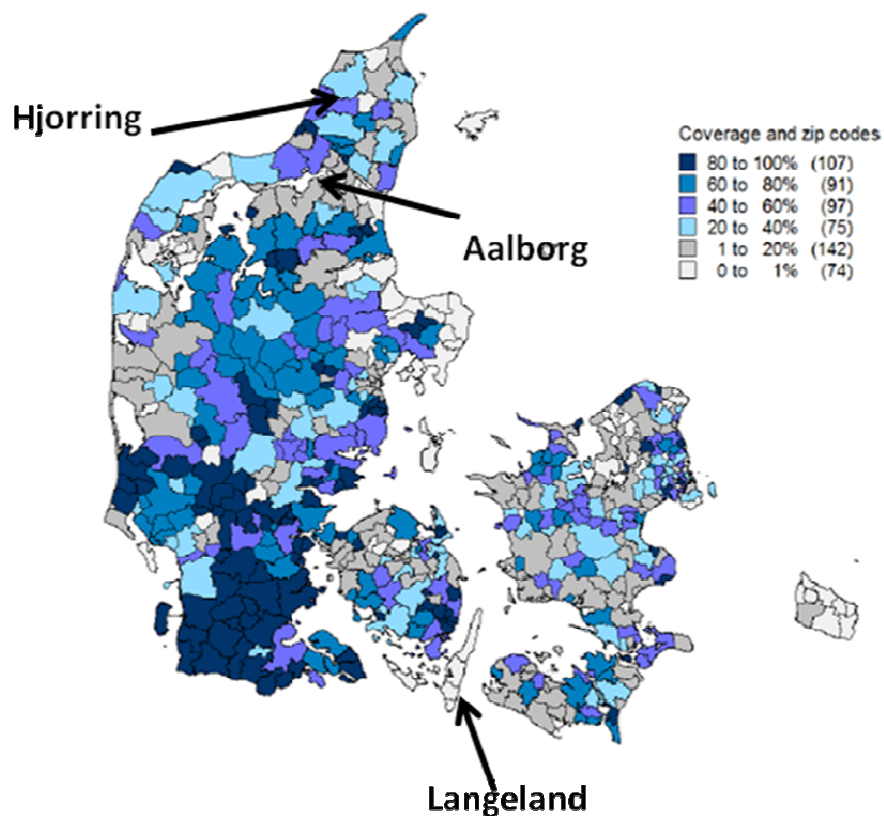 Hjorring
Coverage and zip codes
80 to 100% (107)
60 to 80% (91)
40 to 60% (97)
20 to 40% (75)
1 to 20% (142)
0 to 1% (74)
Aalborg
Langeland